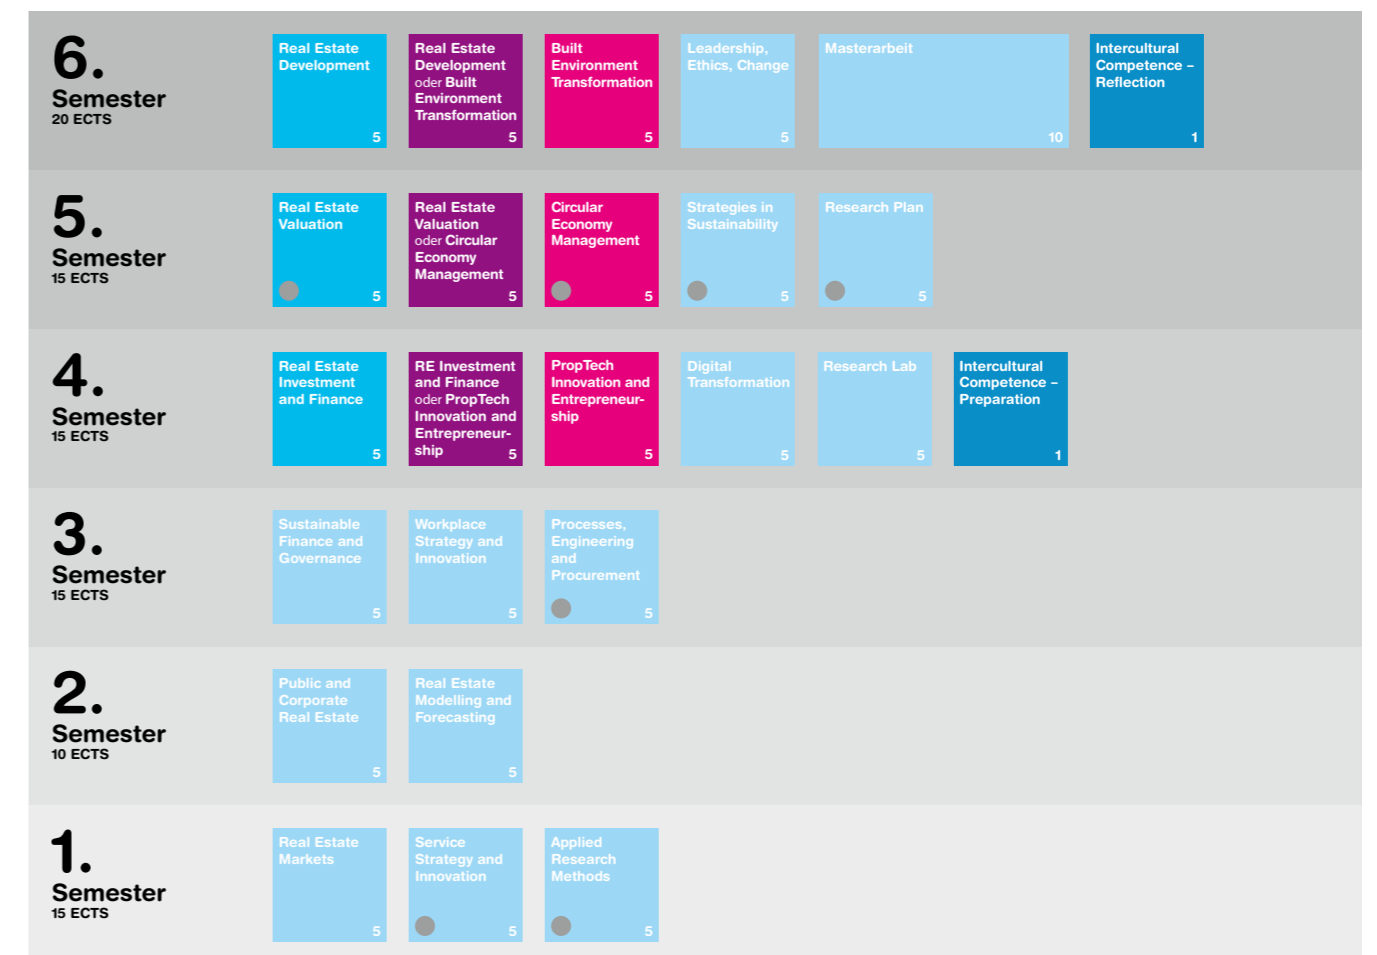 6.
Semester
20 ECTS
Real Estate
Development
5
Real Estate
Development
oder Built
Environment
Transformation
5
Built
Environment
Transformation
5
Leadership,
Ethics, Change
5
Masterarbeit
10
Intercultural
Competence –
Reflection
1
5.
Semester
15 ECTS
Real Estate
Valuation
5
Real Estate
Valuation
oder Circular
Economy
Management
5
Circular
Economy
Management
5
Strategies in
Sustainability
5
Research Plan
5
4.
Semester
15 ECTS
Real Estate
Investment
and Finance
5
RE Investment
and Finance
oder PropTech
Innovation and
Entrepreneur-
ship
5
PropTech
Innovation and
Entrepreneur-
ship
5
Digital
Transformation
5
Research Lab
5
Intercultural
Competence –
Preparation
1
3.
Semester
15 ECTS
Sustainable
Finance and
Governance
5
Workplace
Strategy and
Innovation
5
Processes,
Engineering
and
Procurement
5
2.
Semester
10 ECTS
Public and
Corporate
Real Estate
5
Real Estate
Modelling and
Forecasting
5
1.
Semester
15 ECTS
Real Estate
Markets
5
Service
Strategy and
Innovation
5
Applied
Research
Methods
5